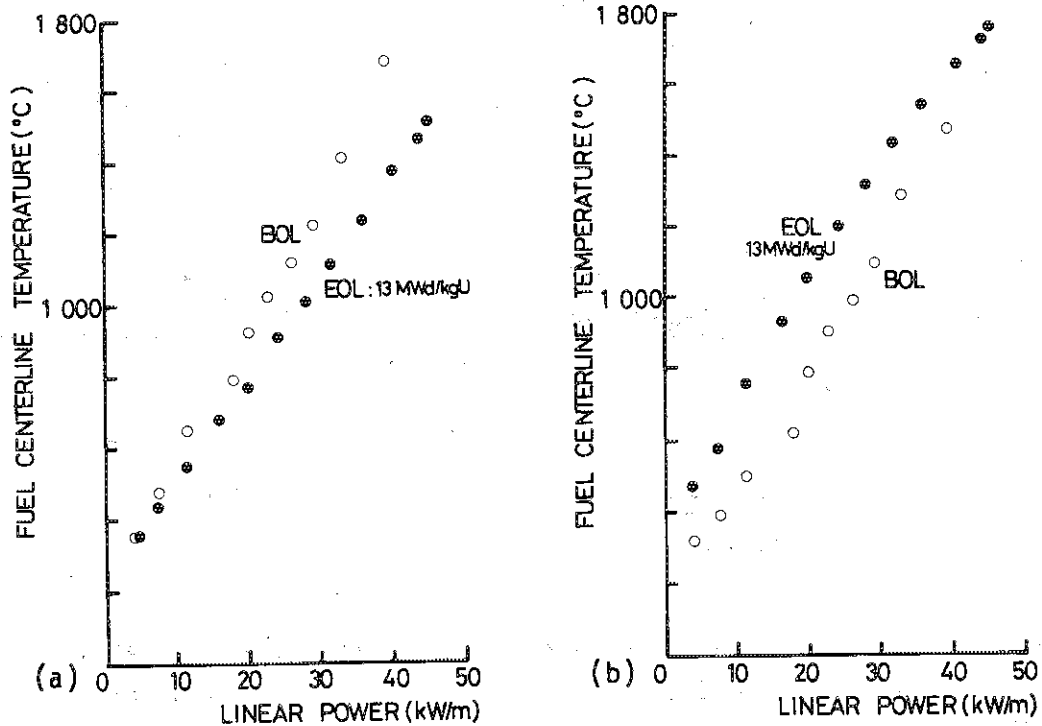 1 800
FUEL CENTERLINE TEMPERATURE (°C)
BOL
EOL : 13 MWd/kgU
1 000
(a)
0 10 20 30 40 50
LINEAR POWER (kW/m)
1 800
FUEL CENTERLINE TEMPERATURE (°C)
EOL
13MWd/kgU
BOL
1 000
(b)
0 10 20 30 40 50
LINEAR POWER (kW/m)